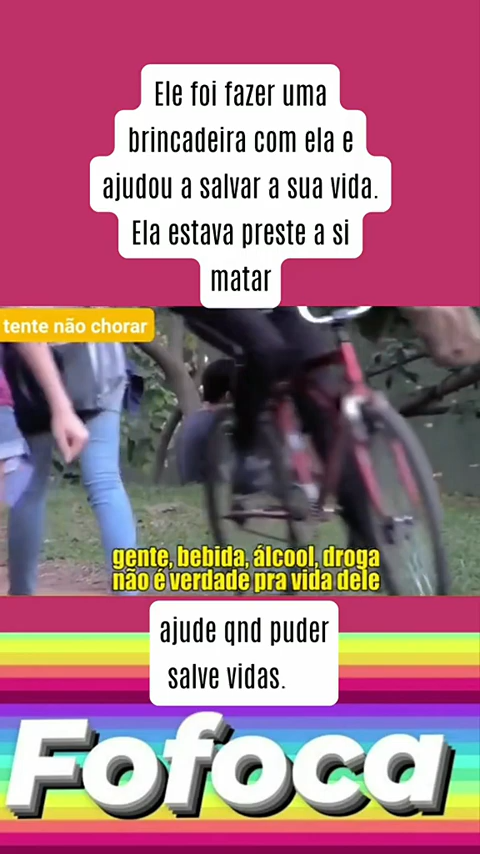 Ele foi fazer uma
brincadeira com ela e
ajudou a salvar a sua vida.
Ela estava preste a si
matar
tente não chorar
gente, bebida, álcool, droga
não é verdade pra vida dele
ajude qnd puder
salve vidas.
Fofoca